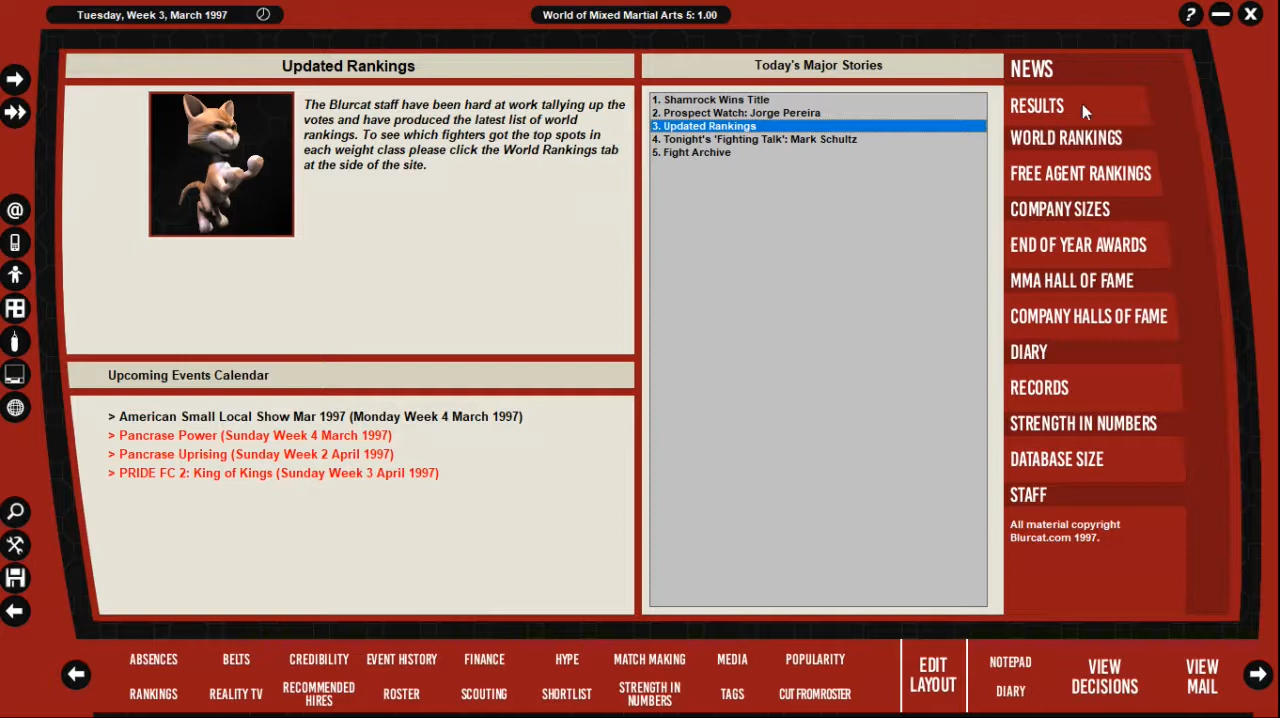 Tuesday, Week 3, March 1997
World of Mixed Martial Arts 5: 1.00
?
X
Updated Rankings
The Blurcat staff have been hard at work tallying up the
votes and have produced the latest list of world
rankings. To see which fighters got the top spots in
each weight class please click the World Rankings tab
at the side of the site.
Today's Major Stories
1. Shamrock Wins Title
2. Prospect Watch: Jorge Pereira
3. Updated Rankings
4. Tonight's 'Fighting Talk': Mark Schultz
5. Fight Archive
Upcoming Events Calendar
> American Small Local Show Mar 1997 (Monday Week 4 March 1997)
> Pancrase Power (Sunday Week 4 March 1997)
> Pancrase Uprising (Sunday Week 2 April 1997)
> PRIDE FC 2: King of Kings (Sunday Week 3 April 1997)
NEWS
RESULTS
WORLD RANKINGS
FREE AGENT RANKINGS
COMPANY SIZES
END OF YEAR AWARDS
MMA HALL OF FAME
COMPANY HALLS OF FAME
DIARY
RECORDS
STRENGTH IN NUMBERS
DATABASE SIZE
STAFF
All material copyright
Blurcat.com 1997.
@
ABSENCES
BELTS
CREDIBILITY
EVENT HISTORY
FINANCE
HYPE
MATCH MAKING
MEDIA
POPULARITY
RANKINGS
REALITY TV
RECOMMENDED
HIRES
ROSTER
SCOUTING
SHORTLIST
STRENGTH IN
NUMBERS
TAGS
CUT FROM ROSTER
EDIT
LAYOUT
NOTEPAD
DIARY
VIEW
DECISIONS
VIEW
MAIL